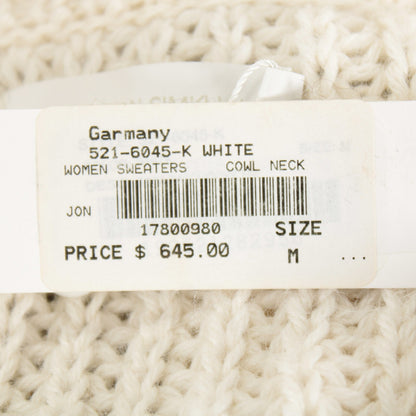 Garmany
521-6045-K WHITE
WOMEN SWEATERS COWL NECK
JON
17800980 SIZE
PRICE $ 645.00 M ...